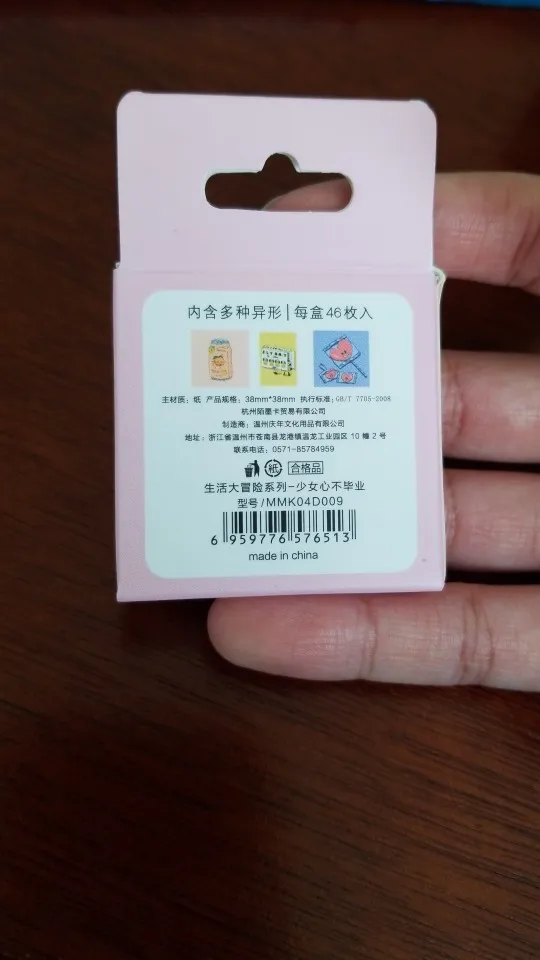 内含多种异形|每盒46枚入
主材质：纸 产品规格：38mm*38mm 执行标准：GB/T 7705-2008
杭州陌墨卡贸易有限公司
制造商：温州庆年文化用品有限公司
地址：浙江省温州市苍南县龙港镇温龙工业园区 10 幢 2 号
联系电话：0571-85784959
纸 合格品
生活大冒险系列-少女心不毕业
型号/MMK04D009
6 959776 576513
made in china